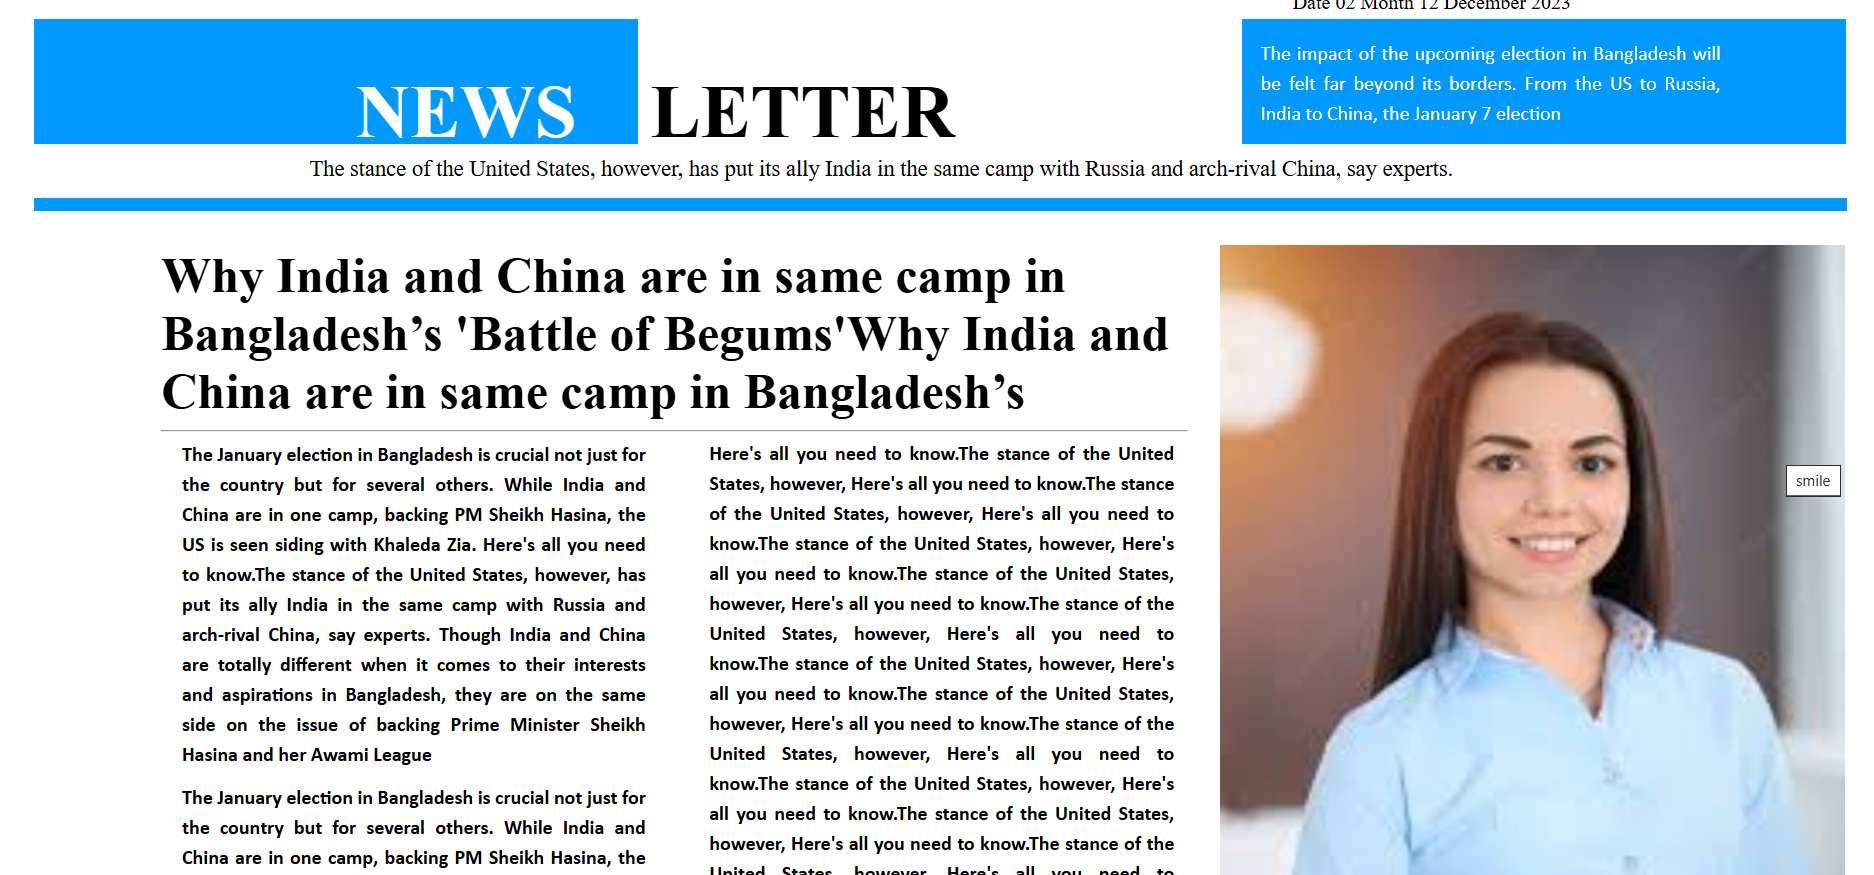 Date 02 Month 12 December 2023
NEWS LETTER
The impact of the upcoming election in Bangladesh will
be felt far beyond its borders. From the US to Russia,
India to China, the January 7 election
The stance of the United States, however, has put its ally India in the same camp with Russia and arch-rival China, say experts.
Why India and China are in same camp in
Bangladesh’s 'Battle of Begums'Why India and
China are in same camp in Bangladesh’s
The January election in Bangladesh is crucial not just for
the country but for several others. While India and
China are in one camp, backing PM Sheikh Hasina, the
US is seen siding with Khaleda Zia. Here's all you need
to know.The stance of the United States, however, has
put its ally India in the same camp with Russia and
arch-rival China, say experts. Though India and China
are totally different when it comes to their interests
and aspirations in Bangladesh, they are on the same
side on the issue of backing Prime Minister Sheikh
Hasina and her Awami League
The January election in Bangladesh is crucial not just for
the country but for several others. While India and
China are in one camp, backing PM Sheikh Hasina, the
Here's all you need to know.The stance of the United
States, however, Here's all you need to know.The stance
of the United States, however, Here's all you need to
know.The stance of the United States, however, Here's
all you need to know.The stance of the United States,
however, Here's all you need to know.The stance of the
United States, however, Here's all you need to
know.The stance of the United States, however, Here's
all you need to know.The stance of the United States,
however, Here's all you need to know.The stance of the
United States, however, Here's all you need to
know.The stance of the United States, however, Here's
all you need to know.The stance of the United States,
however, Here's all you need to know.The stance of the
United States, however, Here's all you need to
smile